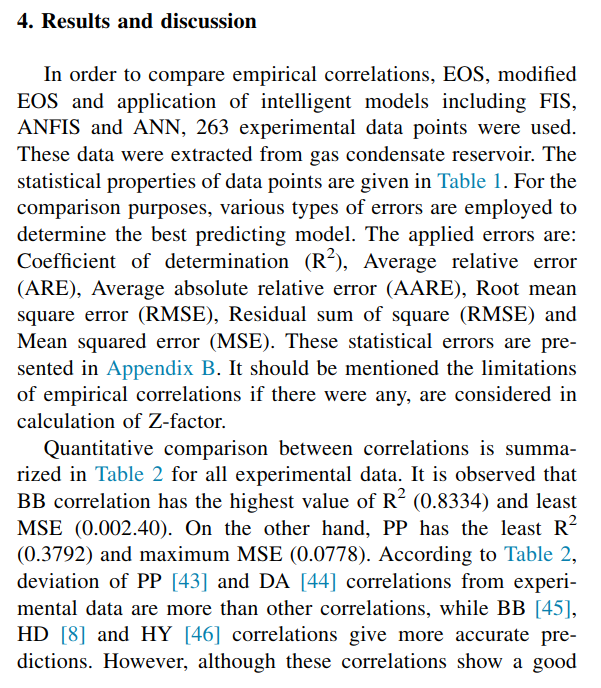 4. Results and discussion
In order to compare empirical correlations, EOS, modified
EOS and application of intelligent models including FIS,
ANFIS and ANN, 263 experimental data points were used.
These data were extracted from gas condensate reservoir. The
statistical properties of data points are given in Table 1. For the
comparison purposes, various types of errors are employed to
determine the best predicting model. The applied errors are:
Coefficient of determination (R²), Average relative error
(ARE), Average absolute relative error (AARE), Root mean
square error (RMSE), Residual sum of square (RMSE) and
Mean squared error (MSE). These statistical errors are pre-
sented in Appendix B. It should be mentioned the limitations
of empirical correlations if there were any, are considered in
calculation of Z-factor.
Quantitative comparison between correlations is summa-
rized in Table 2 for all experimental data. It is observed that
BB correlation has the highest value of R² (0.8334) and least
MSE (0.002.40). On the other hand, PP has the least R²
(0.3792) and maximum MSE (0.0778). According to Table 2,
deviation of PP [43] and DA [44] correlations from experi-
mental data are more than other correlations, while BB [45],
HD [8] and HY [46] correlations give more accurate pre-
dictions. However, although these correlations show a good